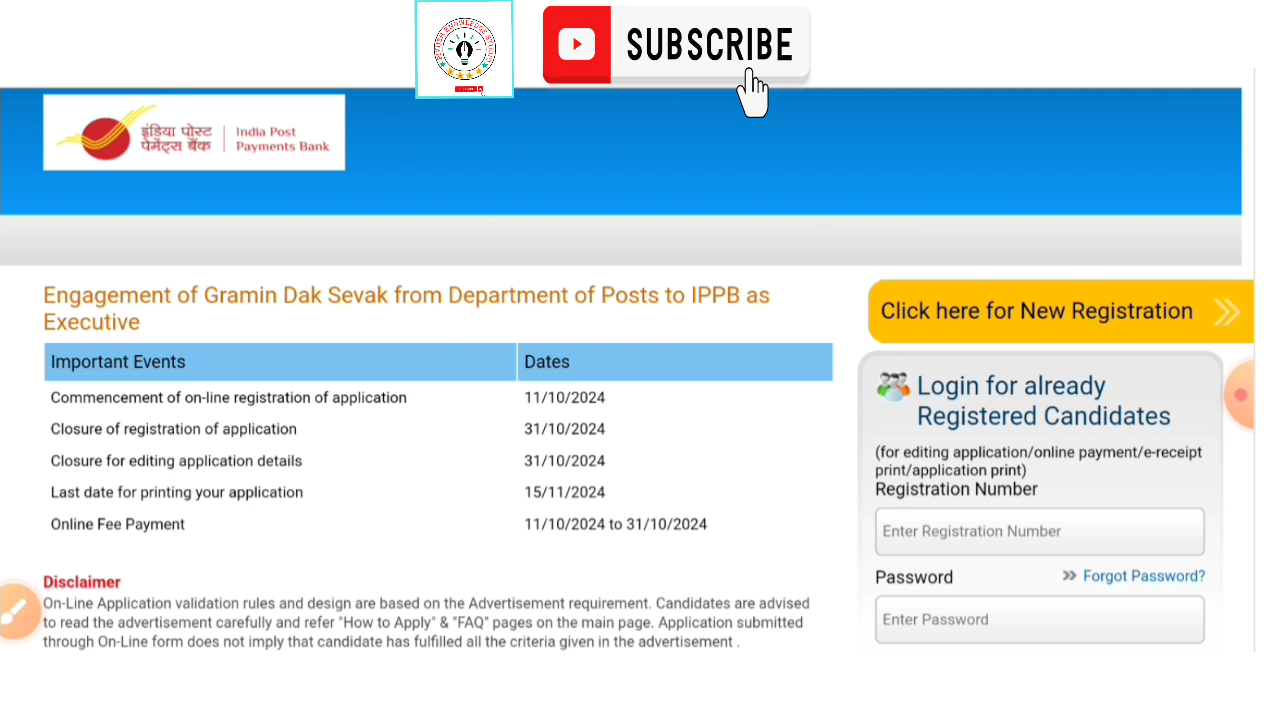 SUBSCRIBE
इंडिया पोस्ट
पेमेंट्स बैंक
India Post
Payments Bank
Engagement of Gramin Dak Sevak from Department of Posts to IPPB as
Executive
Important Events Dates
Commencement of on-line registration of application 11/10/2024
Closure of registration of application 31/10/2024
Closure for editing application details 31/10/2024
Last date for printing your application 15/11/2024
Online Fee Payment 11/10/2024 to 31/10/2024
Disclaimer
On-Line Application validation rules and design are based on the Advertisement requirement. Candidates are advised
to read the advertisement carefully and refer "How to Apply" & "FAQ" pages on the main page. Application submitted
through On-Line form does not imply that candidate has fulfilled all the criteria given in the advertisement .
Click here for New Registration
Login for already
Registered Candidates
(for editing application/online payment/e-receipt
print/application print)
Registration Number
Enter Registration Number
Password
Forgot Password?
Enter Password